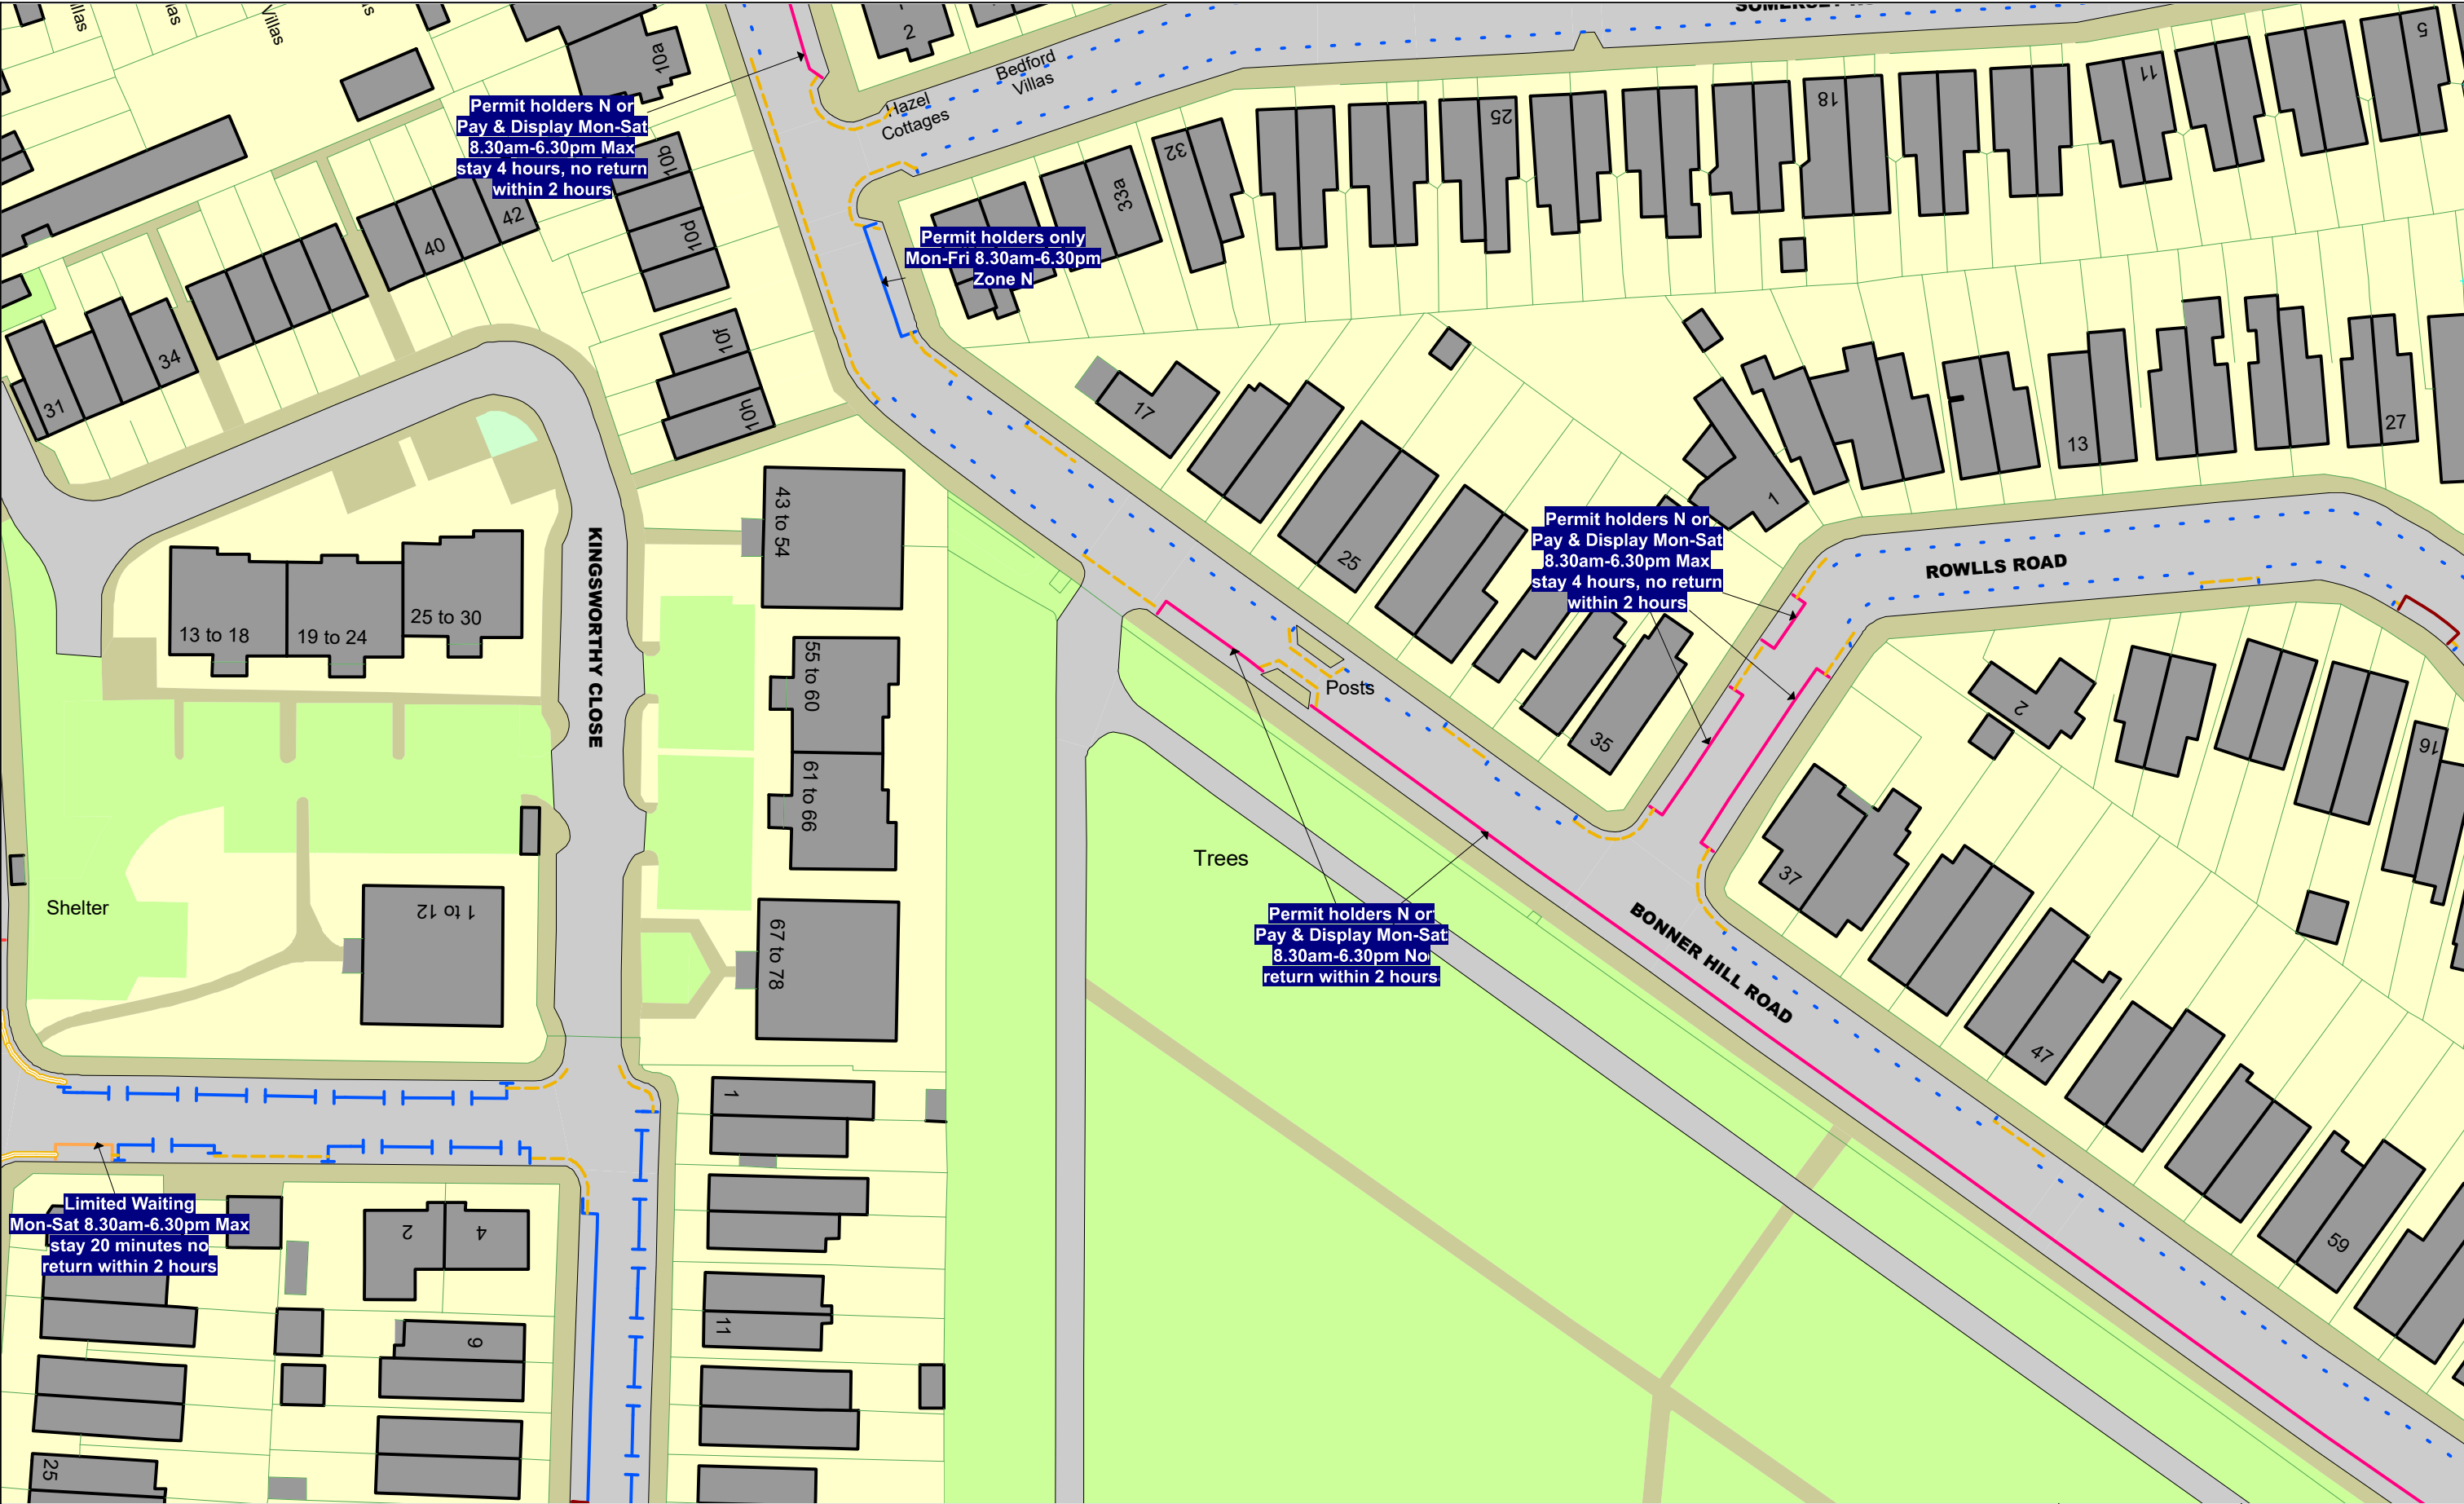 Villas
2
10a
Bedford
Villas
Hazel
Cottages
5
11
18
25
32
33a
Permit holders N or
Pay & Display Mon-Sat
8.30am-6.30pm Max
stay 4 hours, no return
within 2 hours
10b
10d
10f
10h
42
40
34
31
Permit holders only
Mon-Fri 8.30am-6.30pm
Zone N
17
25
35
1
13
27
43 to 54
KINGSWORTHY CLOSE
13 to 18
19 to 24
25 to 30
Permit holders N or
Pay & Display Mon-Sat
8.30am-6.30pm Max
stay 4 hours, no return
within 2 hours
ROWLLS ROAD
55 to 60
61 to 66
67 to 78
Posts
2
16
37
47
59
Trees
Shelter
1 to 12
Permit holders N or
Pay & Display Mon-Sat
8.30am-6.30pm No
return within 2 hours
BONNER HILL ROAD
1
11
Limited Waiting
Mon-Sat 8.30am-6.30pm Max
stay 20 minutes no
return within 2 hours
2
4
9
25